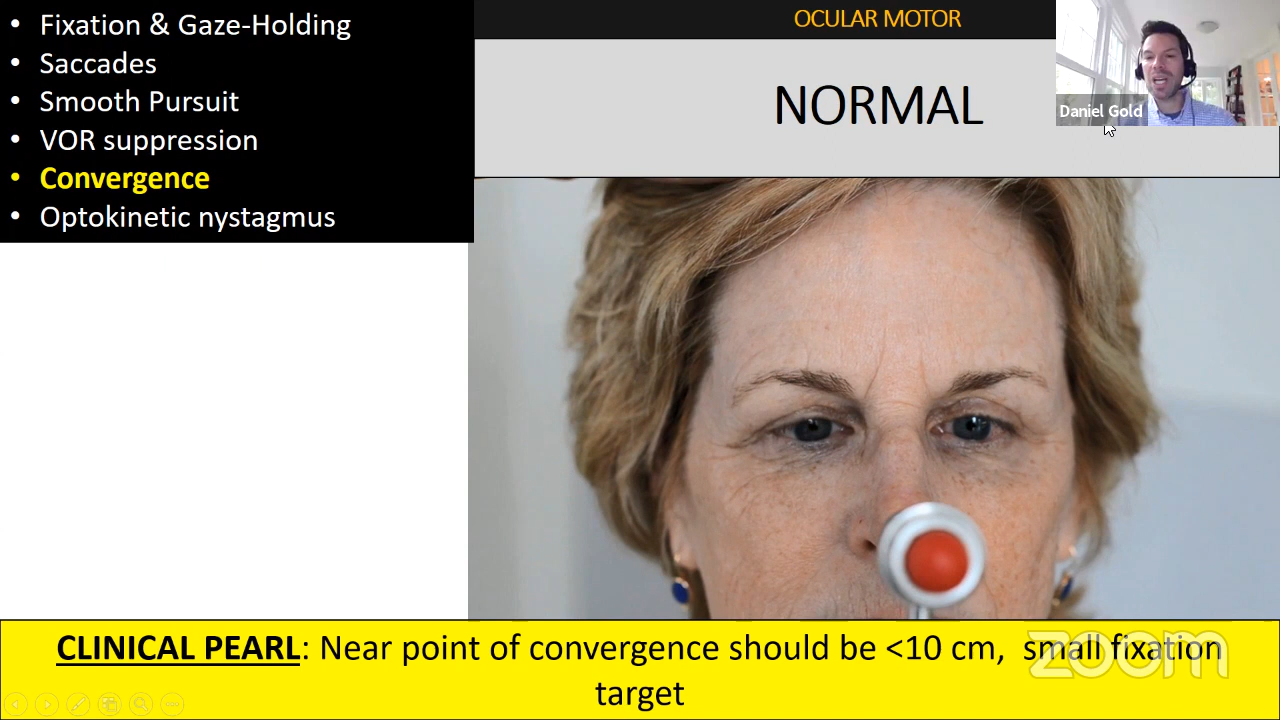 • Fixation & Gaze-Holding
• Saccades
• Smooth Pursuit
• VOR suppression
• Convergence
• Optokinetic nystagmus
OCULAR MOTOR
NORMAL
Daniel Gold
CLINICAL PEARL: Near point of convergence should be <10 cm,  small fixation
target
zoom